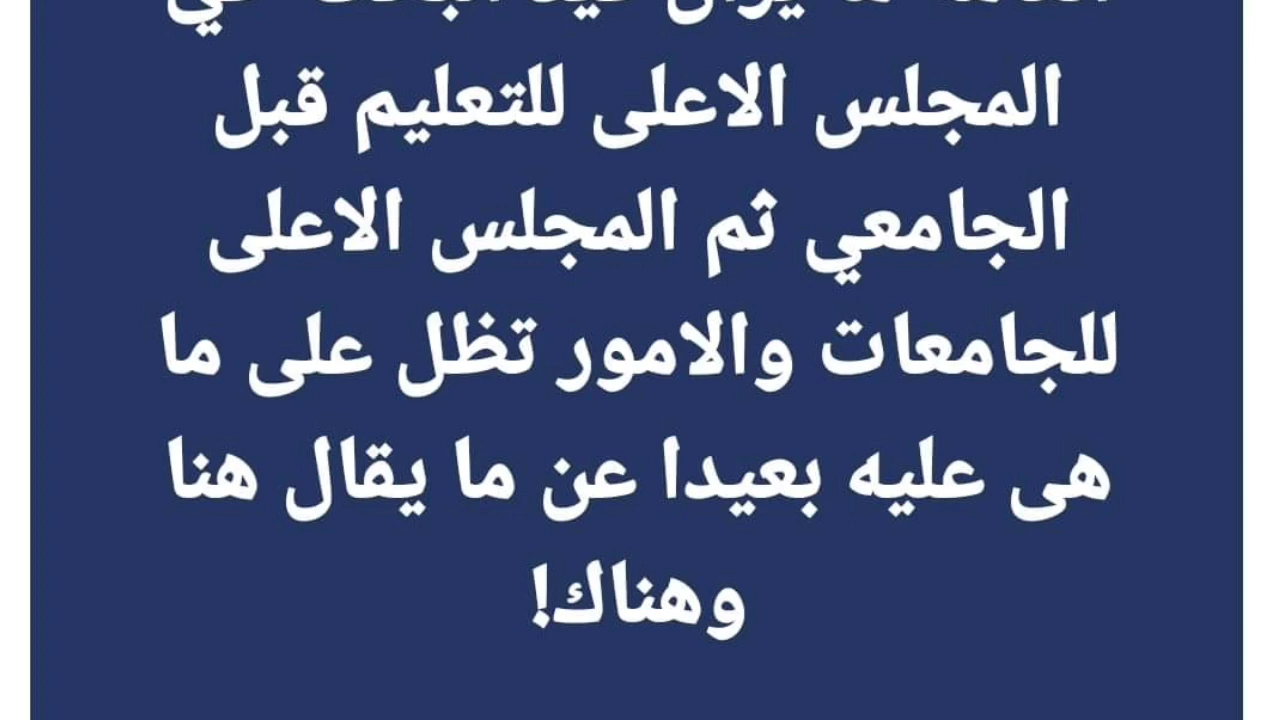 المجلس الاعلى للتعليم قبل
الجامعي ثم المجلس الاعلى
للجامعات والامور تظل على ما
هى عليه بعيدا عن ما يقال هنا
وهناك!